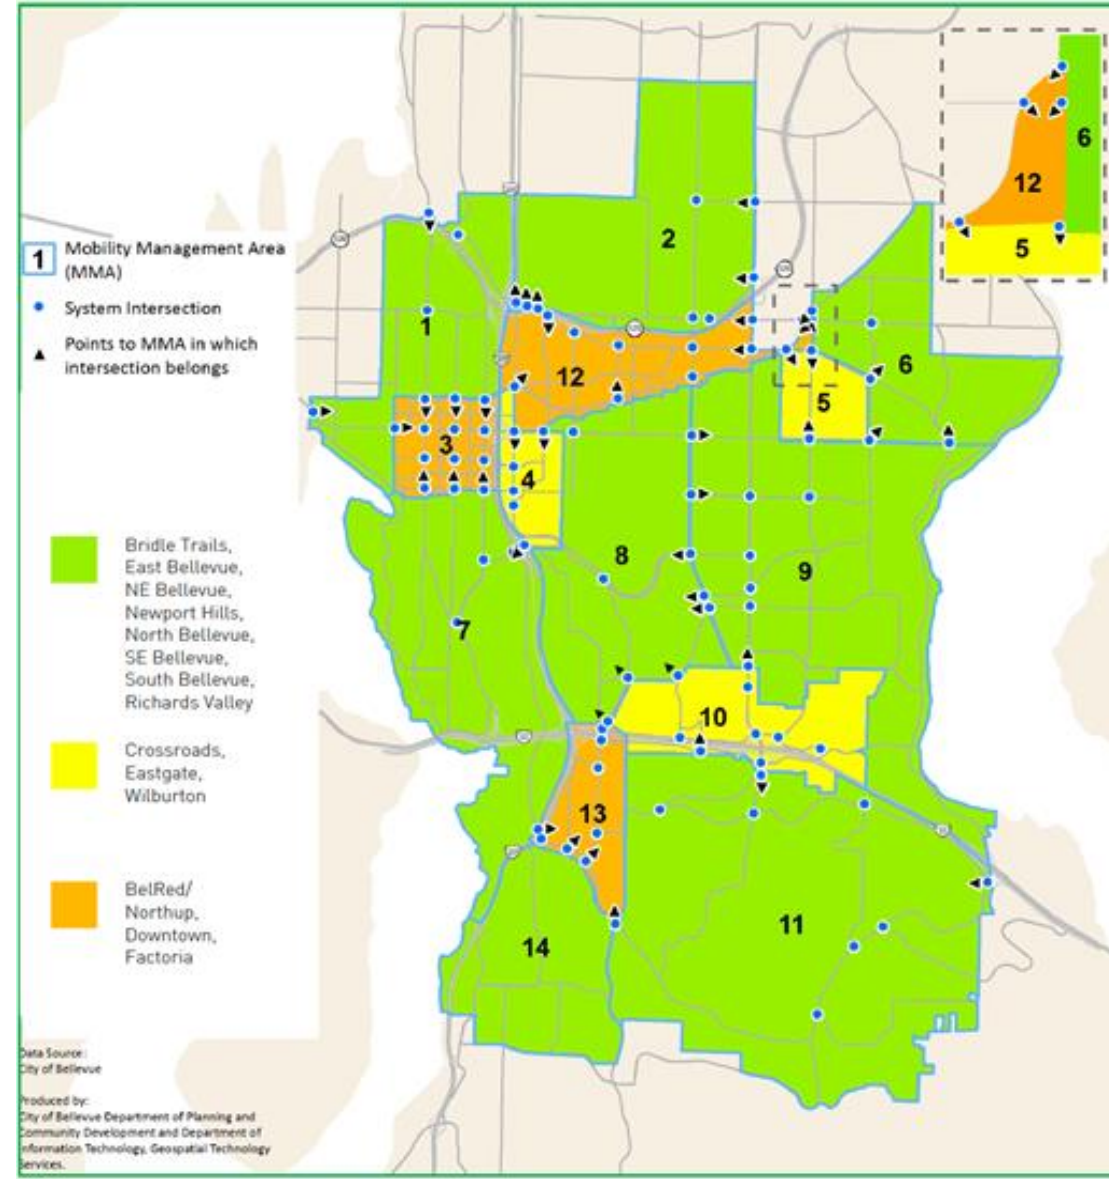 1
Mobility Management Area
(MMA)
System Intersection
Points to MMA in which
intersection belongs
Bridle Trails,
East Bellevue,
NE Bellevue,
Newport Hills,
North Bellevue,
SE Bellevue,
South Bellevue,
Richards Valley
Crossroads,
Eastgate,
Wilburton
BelRed/
Northup,
Downtown,
Factoria
Data Source:
City of Bellevue
Produced by:
City of Bellevue Department of Planning and
Community Development and Department of
Information Technology, Geospatial Technology
Services.
1
2
3
4
5
6
7
8
9
10
11
12
13
14
6
12
5